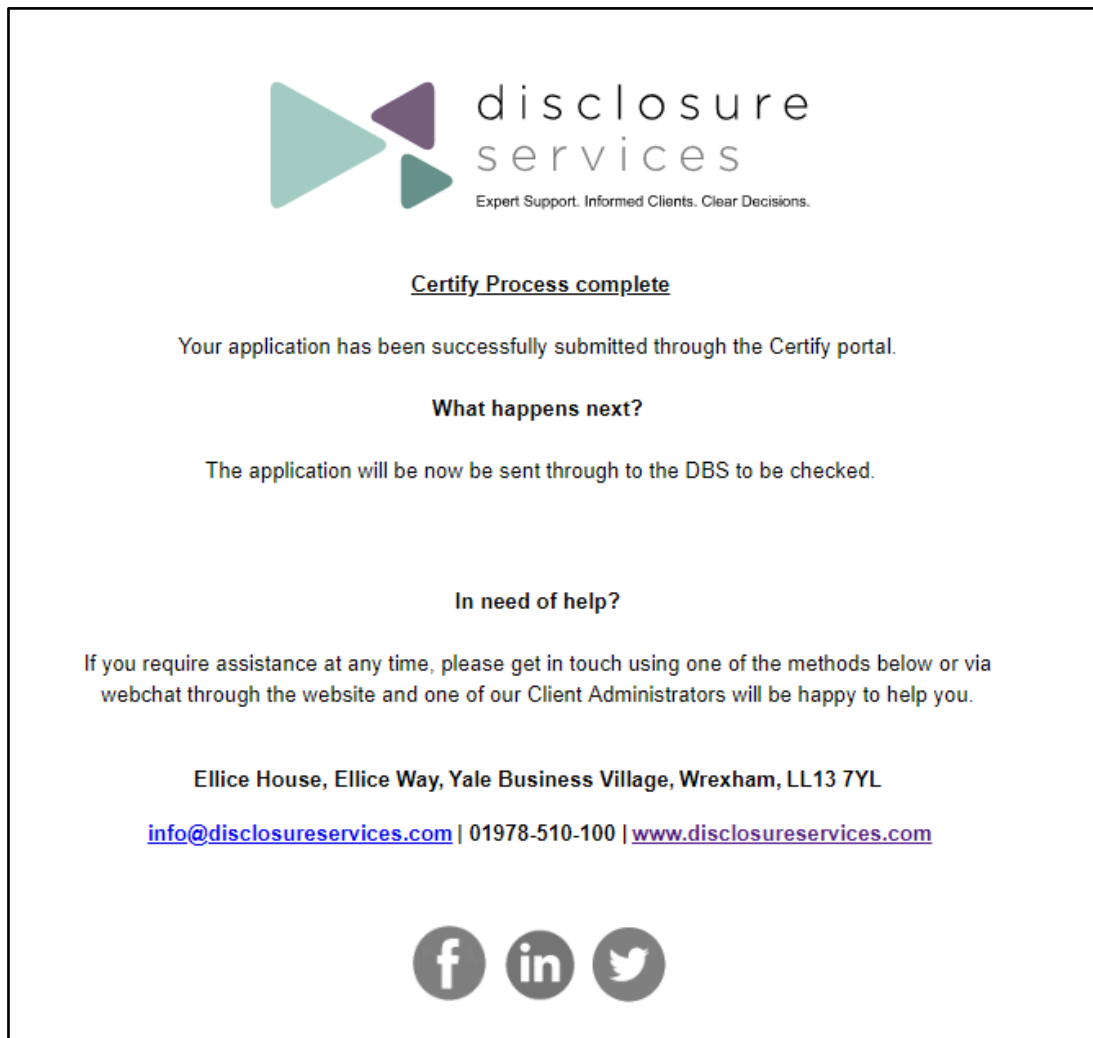 disclosure
services
Expert Support. Informed Clients. Clear Decisions.
Certify Process complete
Your application has been successfully submitted through the Certify portal.
What happens next?
The application will be now be sent through to the DBS to be checked.
In need of help?
If you require assistance at any time, please get in touch using one of the methods below or via
webchat through the website and one of our Client Administrators will be happy to help you.
Ellice House, Ellice Way, Yale Business Village, Wrexham, LL13 7YL
info@disclosureservices.com | 01978-510-100 | www.disclosureservices.com
f in